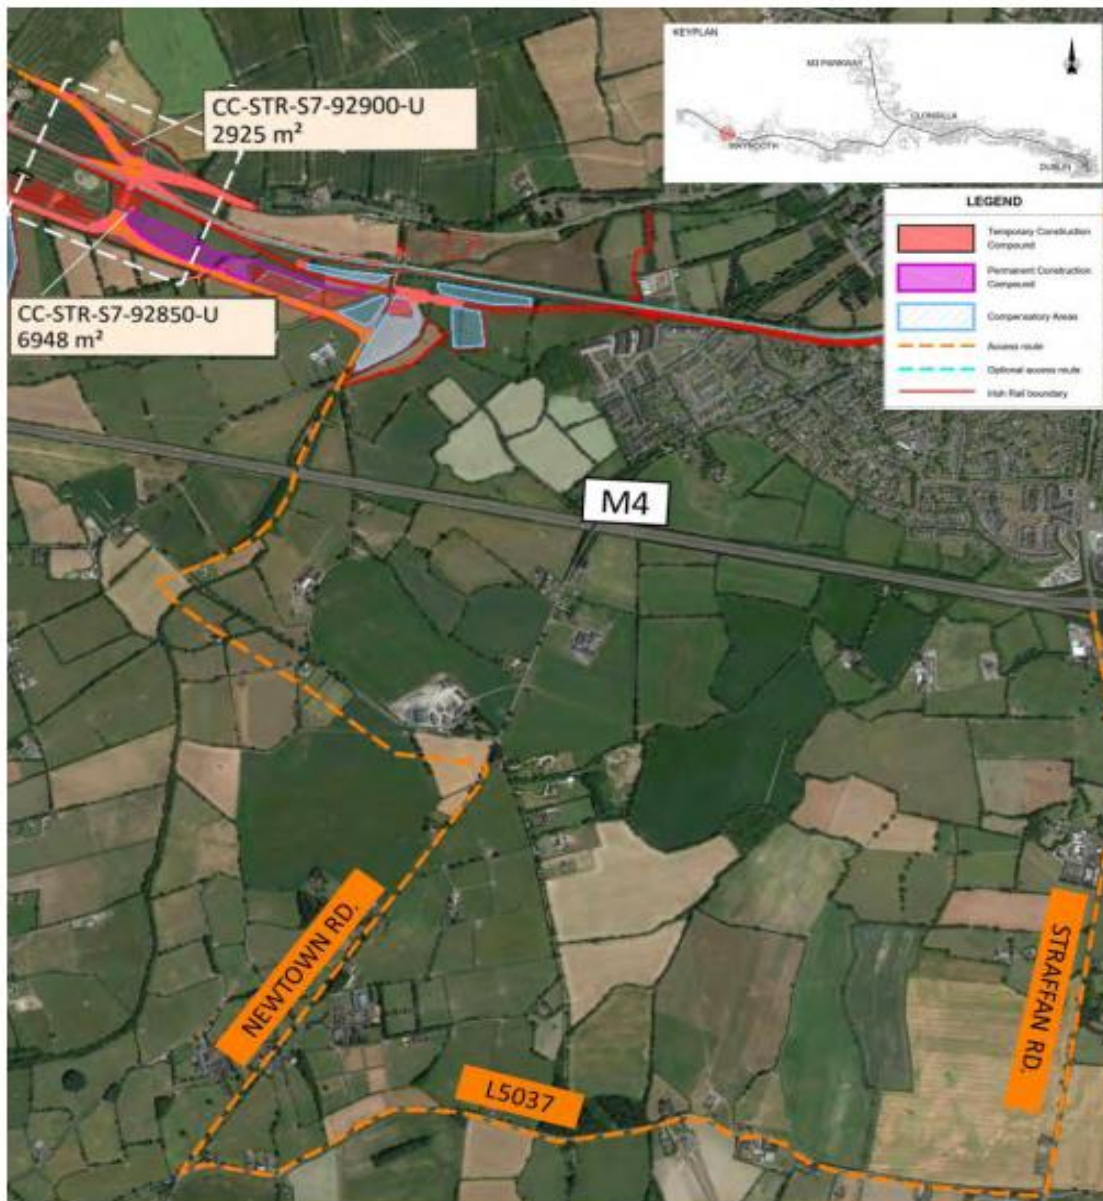 KEYPLAN
M3 PARKWAY
CLONSILLA
MAYNOOTH
DUBLIN
CC-STR-S7-92900-U
2925 m²
LEGEND
Temporary Construction
Compound
Permanent Construction
Compound
Compensatory Areas
Access route
Optional access route
Irish Rail boundary
CC-STR-S7-92850-U
6948 m²
M4
NEWTOWN RD.
STRAFFAN RD.
L5037